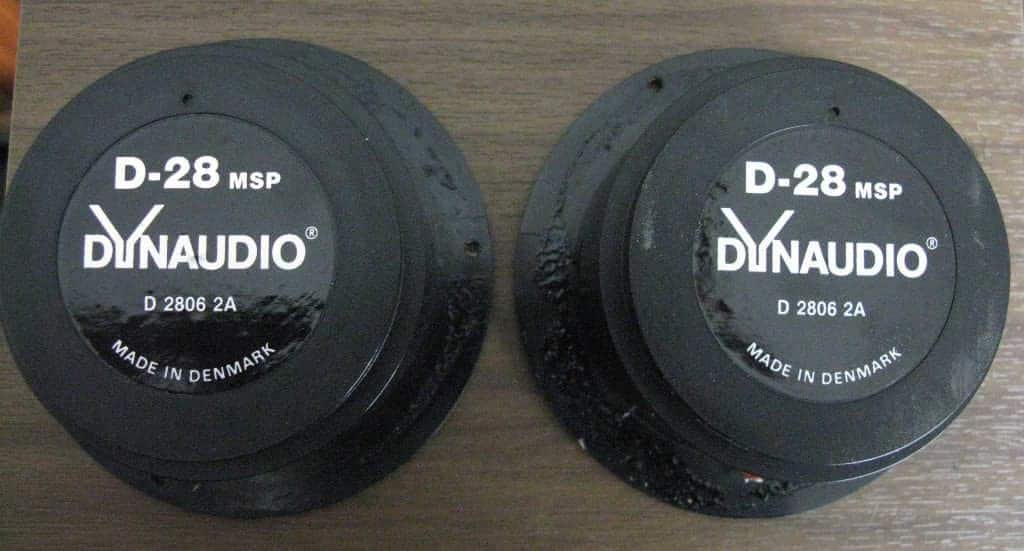 D-28 MSP
DYNAUDIO®
D 2806 2A
MADE IN DENMARK
D-28 MSP
DYNAUDIO®
D 2806 2A
MADE IN DENMARK